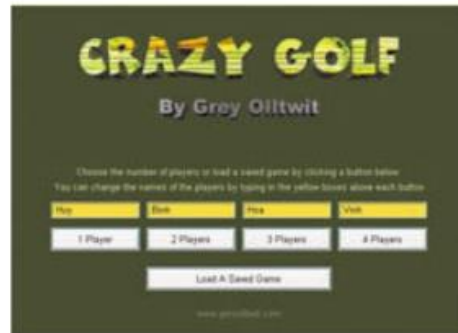 CRAZY GOLF
By Grey Olltwit
Choose the number of players or load a saved game by clicking a button below
You can change the names of the players by typing in the yellow boxes above each button
Huy Binh Hoa Vinh
1 Player 2 Players 3 Players 4 Players
Load A Saved Game